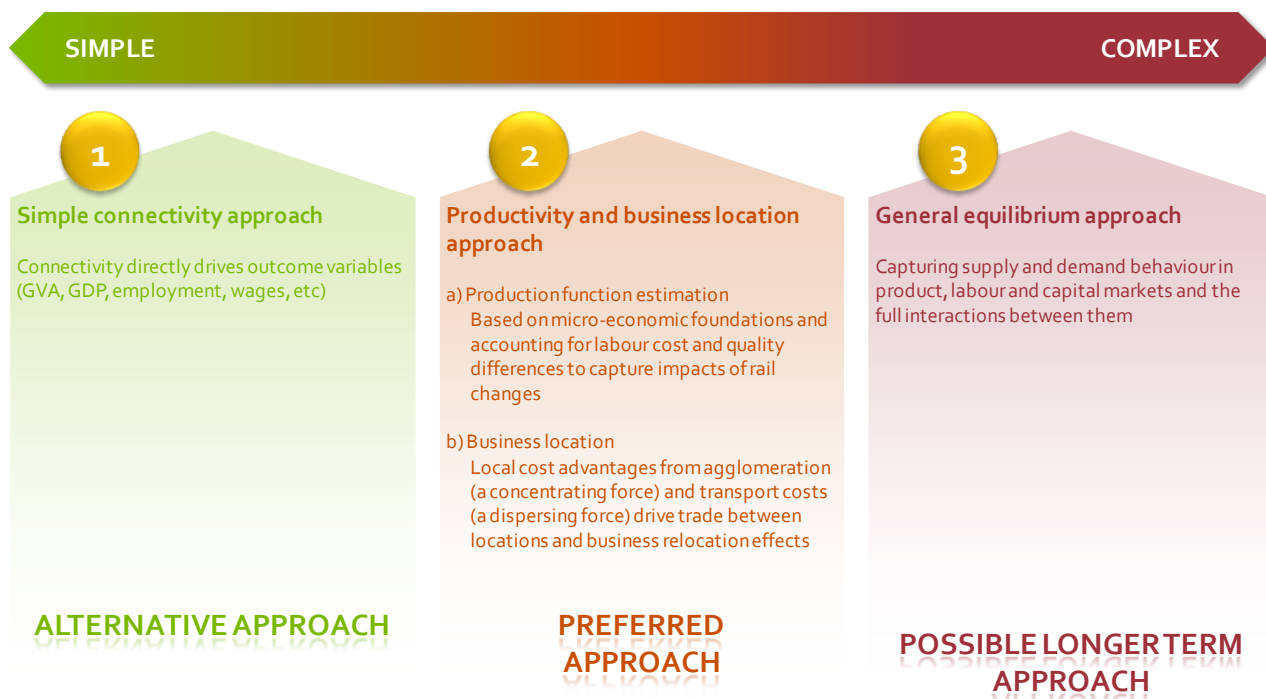 SIMPLE
COMPLEX
1
Simple connectivity approach
Connectivity directly drives outcome variables
(GVA, GDP, employment, wages, etc)
ALTERNATIVE APPROACH
2
Productivity and business location
approach
a) Production function estimation
Based on micro-economic foundations and
accounting for labour cost and quality
differences to capture impacts of rail
changes
b) Business location
Local cost advantages from agglomeration
(a concentrating force) and transport costs
(a dispersing force) drive trade between
locations and business relocation effects
PREFERRED
APPROACH
3
General equilibrium approach
Capturing supply and demand behaviour in
product, labour and capital markets and the
full interactions between them
POSSIBLE LONGER TERM
APPROACH